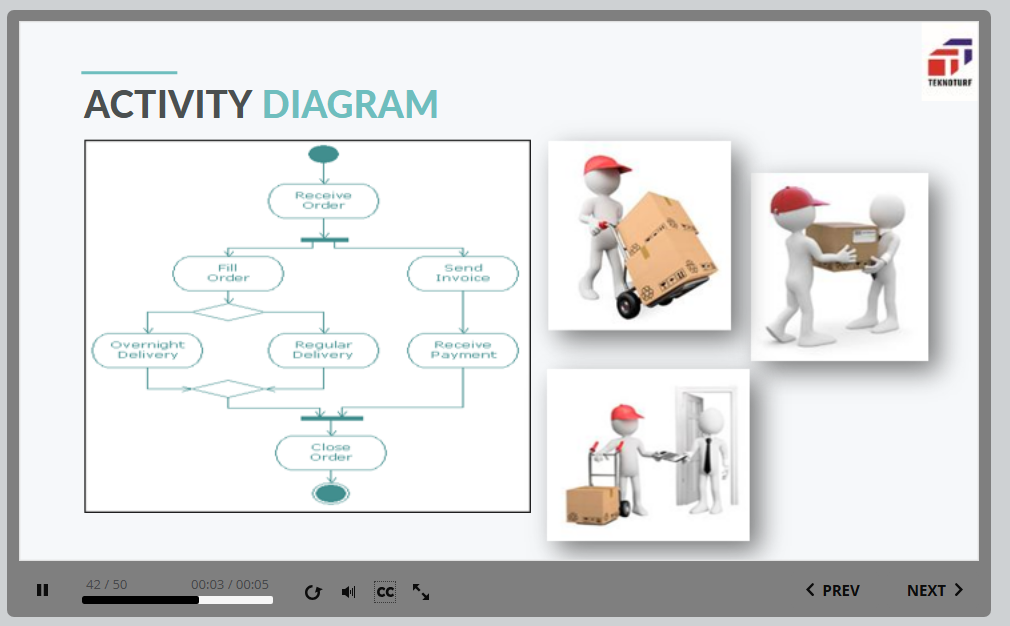 TEKNOTURF
ACTIVITY DIAGRAM
Receive
Order
Fill
Order
Send
Invoice
Overnight
Delivery
Regular
Delivery
Receive
Payment
Close
Order
42 / 50
00:03 / 00:05
CC
PREV
NEXT